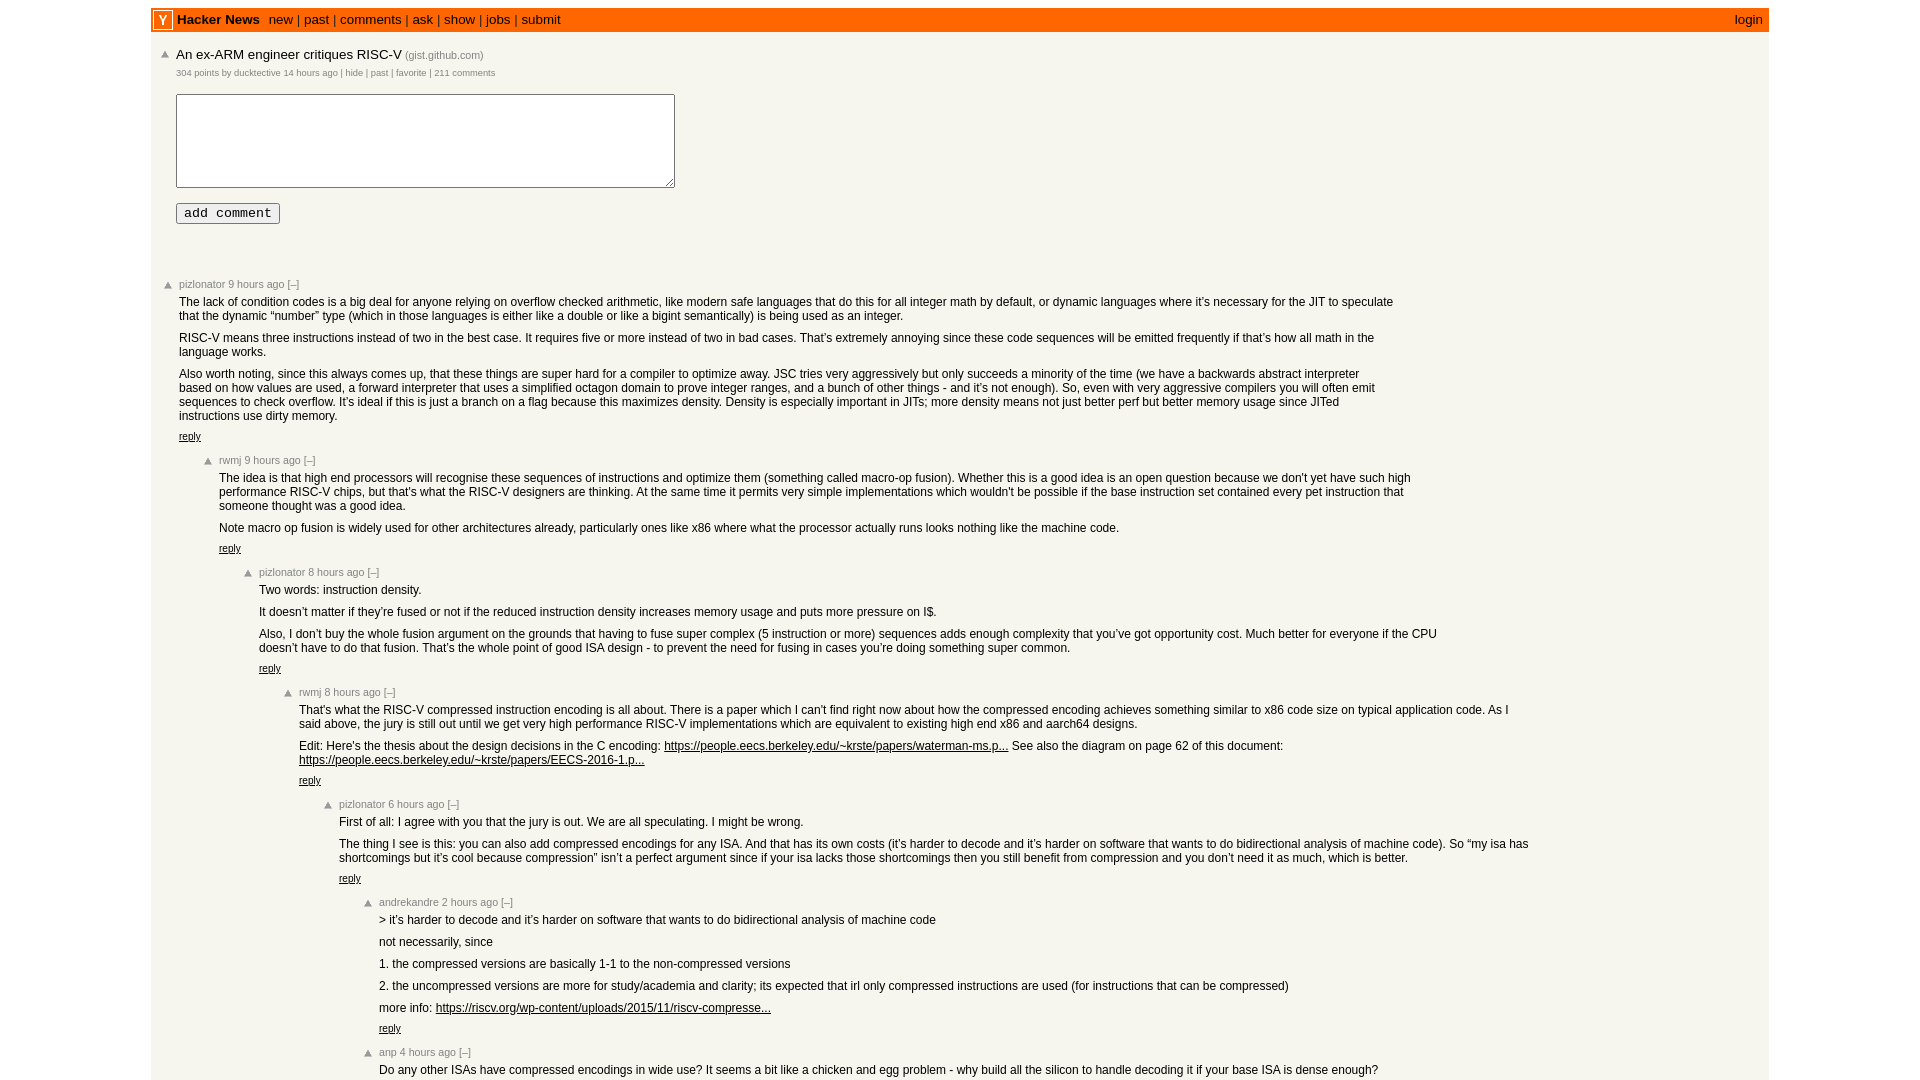 Y Hacker News new | past | comments | ask | show | jobs | submit login
An ex-ARM engineer critiques RISC-V (gist.github.com)
304 points by ducktective 14 hours ago | hide | past | favorite | 211 comments
add comment
pizlonator 9 hours ago [–]
The lack of condition codes is a big deal for anyone relying on overflow checked arithmetic, like modern safe languages that do this for all integer math by default, or dynamic languages where it’s necessary for the JIT to speculate
that the dynamic “number” type (which in those languages is either like a double or like a bigint semantically) is being used as an integer.
RISC-V means three instructions instead of two in the best case. It requires five or more instead of two in bad cases. That’s extremely annoying since these code sequences will be emitted frequently if that’s how all math in the
language works.
Also worth noting, since this always comes up, that these things are super hard for a compiler to optimize away. JSC tries very aggressively but only succeeds a minority of the time (we have a backwards abstract interpreter
based on how values are used, a forward interpreter that uses a simplified octagon domain to prove integer ranges, and a bunch of other things - and it’s not enough). So, even with very aggressive compilers you will often emit
sequences to check overflow. It’s ideal if this is just a branch on a flag because this maximizes density. Density is especially important in JITs; more density means not just better perf but better memory usage since JITed
instructions use dirty memory.
reply
rwmj 9 hours ago [–]
The idea is that high end processors will recognise these sequences of instructions and optimize them (something called macro-op fusion). Whether this is a good idea is an open question because we don't yet have such high
performance RISC-V chips, but that's what the RISC-V designers are thinking. At the same time it permits very simple implementations which wouldn't be possible if the base instruction set contained every pet instruction that
someone thought was a good idea.
Note macro op fusion is widely used for other architectures already, particularly ones like x86 where what the processor actually runs looks nothing like the machine code.
reply
pizlonator 8 hours ago [–]
Two words: instruction density.
It doesn’t matter if they’re fused or not if the reduced instruction density increases memory usage and puts more pressure on I$.
Also, I don’t buy the whole fusion argument on the grounds that having to fuse super complex (5 instruction or more) sequences adds enough complexity that you’ve got opportunity cost. Much better for everyone if the CPU
doesn’t have to do that fusion. That’s the whole point of good ISA design - to prevent the need for fusing in cases you’re doing something super common.
reply
rwmj 8 hours ago [–]
That's what the RISC-V compressed instruction encoding is all about. There is a paper which I can't find right now about how the compressed encoding achieves something similar to x86 code size on typical application code. As I
said above, the jury is still out until we get very high performance RISC-V implementations which are equivalent to existing high end x86 and aarch64 designs.
Edit: Here's the thesis about the design decisions in the C encoding: https://people.eecs.berkeley.edu/~krste/papers/waterman-ms.p... See also the diagram on page 62 of this document:
https://people.eecs.berkeley.edu/~krste/papers/EECS-2016-1.p...
reply
pizlonator 6 hours ago [–]
First of all: I agree with you that the jury is out. We are all speculating. I might be wrong.
The thing I see is this: you can also add compressed encodings for any ISA. And that has its own costs (it’s harder to decode and it’s harder on software that wants to do bidirectional analysis of machine code). So “my isa has
shortcomings but it’s cool because compression” isn’t a perfect argument since if your isa lacks those shortcomings then you still benefit from compression and you don’t need it as much, which is better.
reply
andrekandre 2 hours ago [–]
> it’s harder to decode and it’s harder on software that wants to do bidirectional analysis of machine code
not necessarily, since
1. the compressed versions are basically 1-1 to the non-compressed versions
2. the uncompressed versions are more for study/academia and clarity; its expected that irl only compressed instructions are used (for instructions that can be compressed)
more info: https://riscv.org/wp-content/uploads/2015/11/riscv-compresse...
reply
anp 4 hours ago [–]
Do any other ISAs have compressed encodings in wide use? It seems a bit like a chicken and egg problem - why build all the silicon to handle decoding it if your base ISA is dense enough?